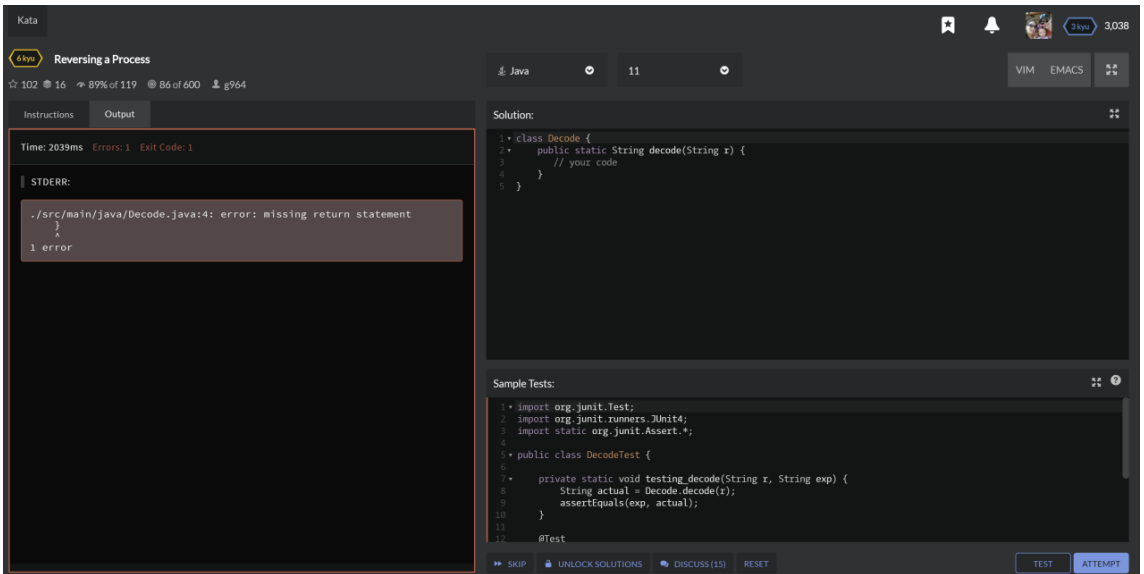 Kata
3 kyu 3,038
6 kyu Reversing a Process
102 16 89% of 119 86 of 600 g964
Java 11 VIM EMACS
Instructions Output
Time: 2039ms Errors: 1 Exit Code: 1
STDERR:
./src/main/java/Decode.java:4: error: missing return statement
}
^
1 error
Solution:
1 class Decode {
2 public static String decode(String r) {
3 // your code
4 }
5 }
Sample Tests:
1 import org.junit.Test;
2 import org.junit.runners.JUnit4;
3 import static org.junit.Assert.*;
4
5 public class DecodeTest {
6
7 private static void testing_decode(String r, String exp) {
8 String actual = Decode.decode(r);
9 assertEquals(exp, actual);
10 }
11
12 @Test
SKIP UNLOCK SOLUTIONS DISCUSS (15) RESET TEST ATTEMPT